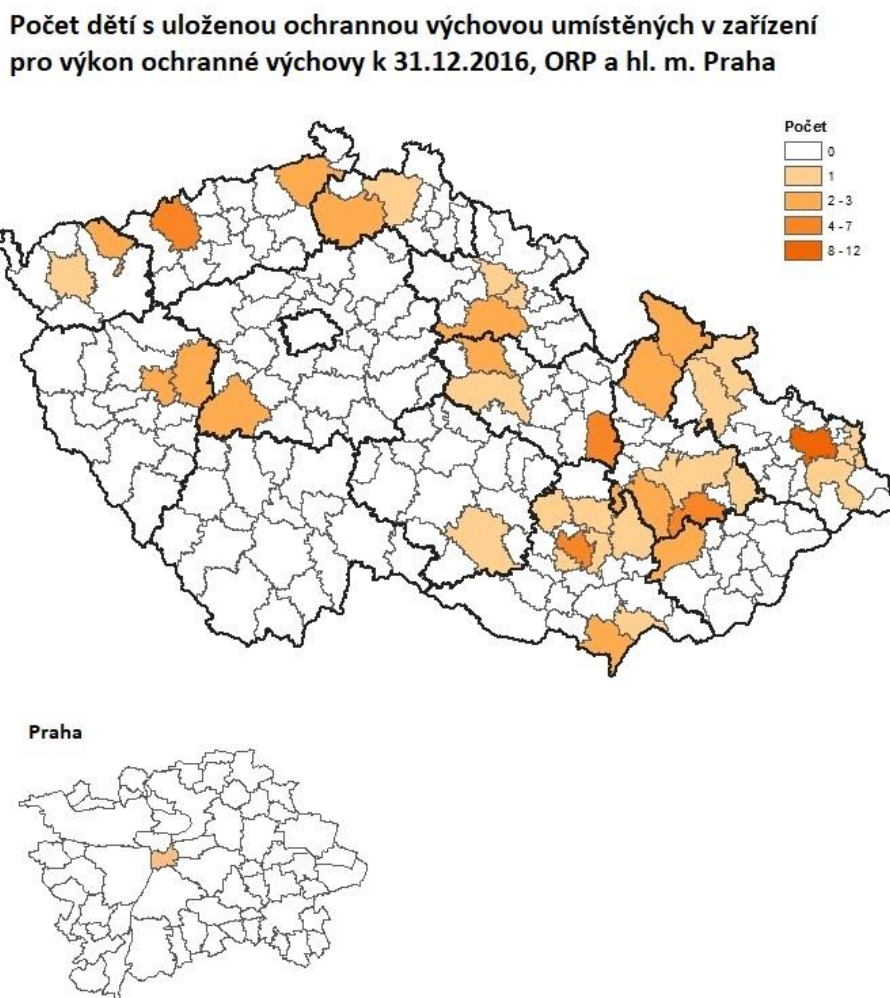 Počet dětí s uloženou ochrannou výchovou umístěných v zařízení
pro výkon ochranné výchovy k 31.12.2016, ORP a hl. m. Praha
Počet
0
1
2 - 3
4 - 7
8 - 12
Praha